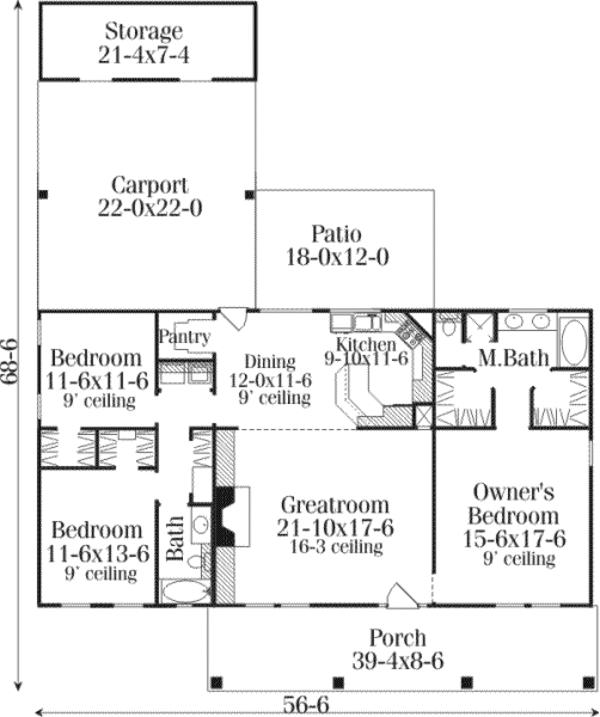 Storage
21-4x7-4
Carport
22-0x22-0
Patio
18-0x12-0
Pantry
Kitchen
9-10x11-6
M.Bath
Bedroom
11-6x11-6
9' ceiling
Dining
12-0x11-6
9' ceiling
68-6
Greatroom
21-10x17-6
16-3 ceiling
Owner's
Bedroom
15-6x17-6
9' ceiling
Bedroom
11-6x13-6
9' ceiling
Bath
Porch
39-4x8-6
56-6